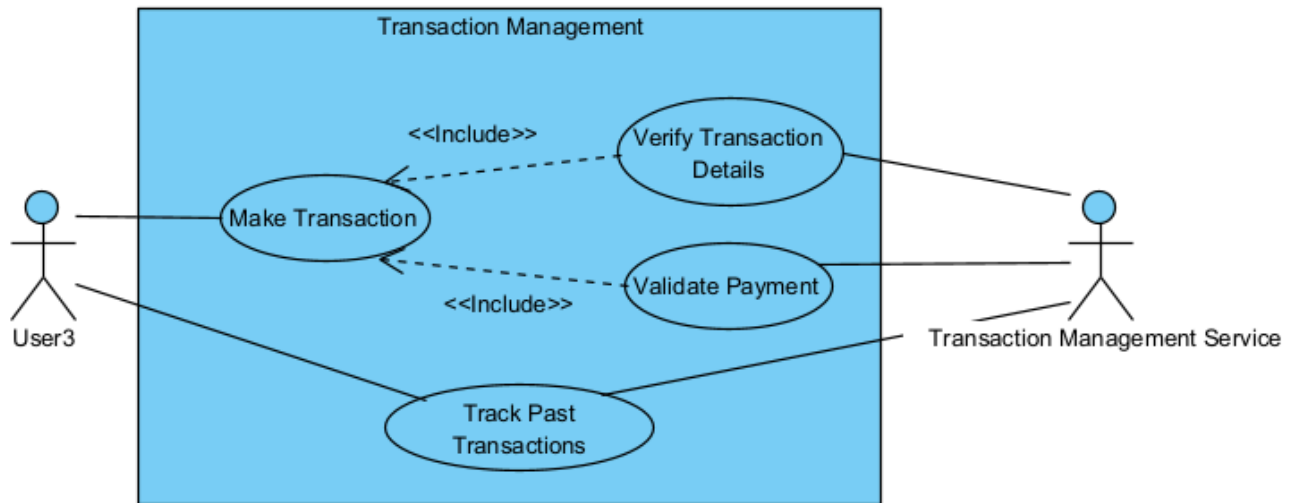 Transaction Management
<<Include>>
Verify Transaction
Details
Make Transaction
Validate Payment
<<Include>>
User3
Transaction Management Service
Track Past
Transactions